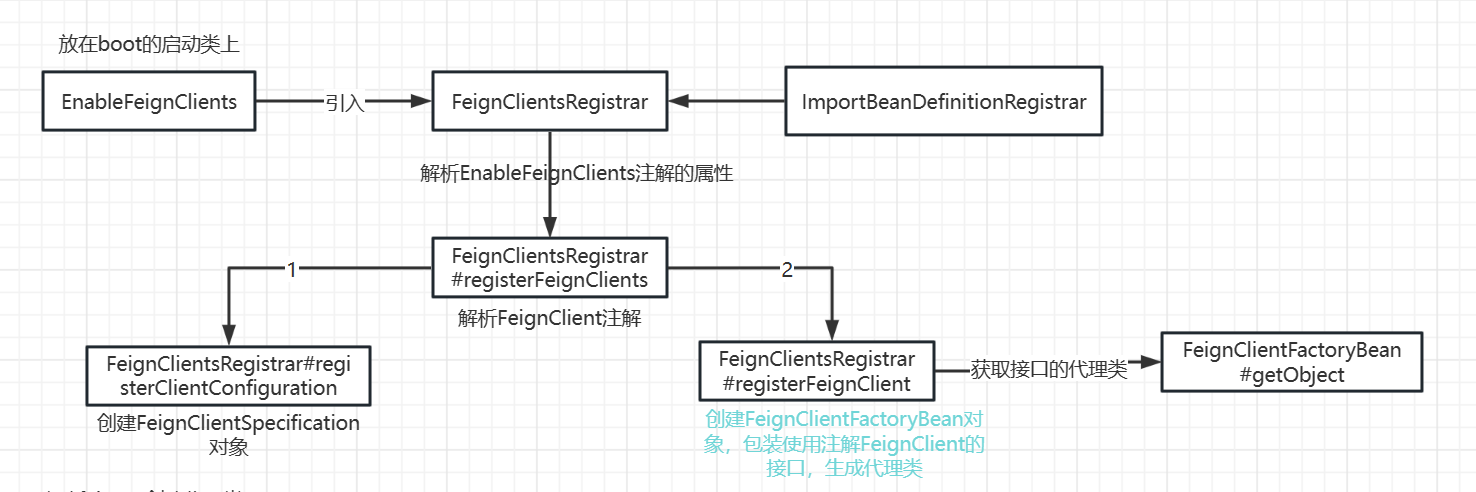 放在boot的启动类上
EnableFeignClients
引入
FeignClientsRegistrar
ImportBeanDefinitionRegistrar
解析EnableFeignClients注解的属性
FeignClientsRegistrar
#registerFeignClients
1
2
解析FeignClient注解
FeignClientsRegistrar#regi
sterClientConfiguration
创建FeignClientSpecification
对象
FeignClientsRegistrar
#registerFeignClient
获取接口的代理类
FeignClientFactoryBean
#getObject
创建FeignClientFactoryBean对
象，包装使用注解FeignClient的
接口，生成代理类